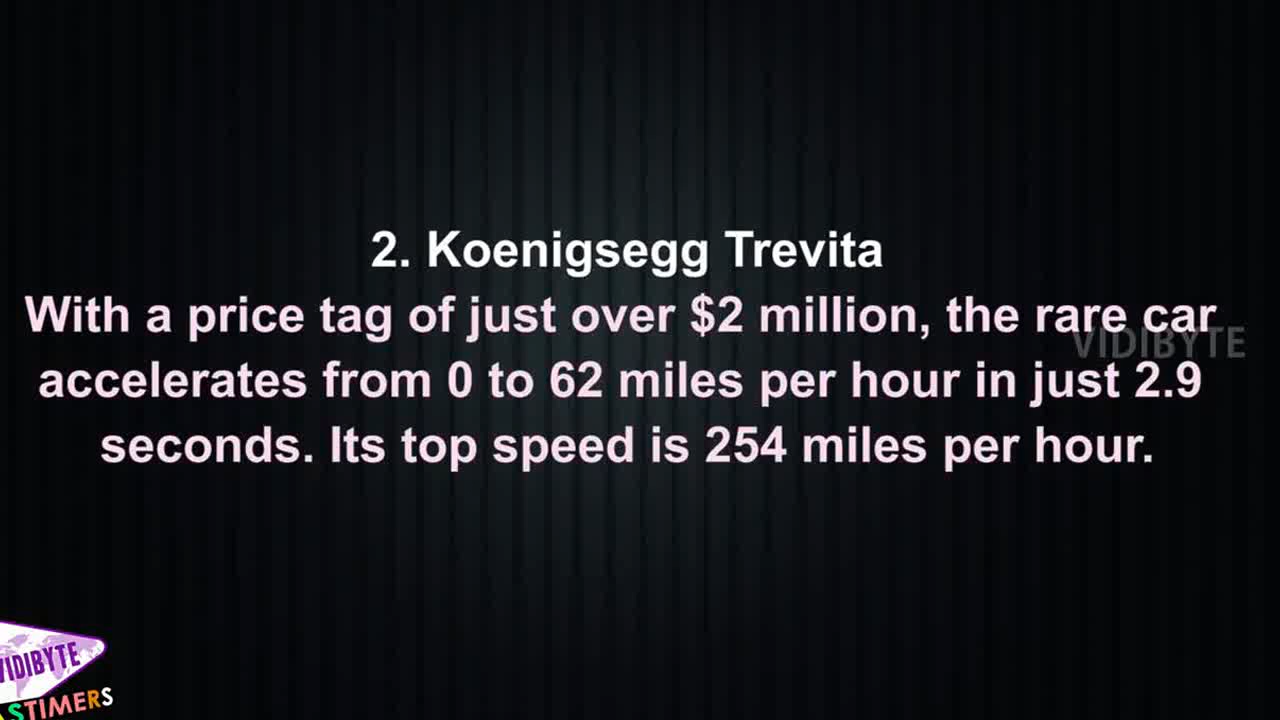 2. Koenigsegg Trevita
With a price tag of just over $2 million, the rare car
VIDIBYTE
accelerates from 0 to 62 miles per hour in just 2.9
seconds. Its top speed is 254 miles per hour.
VIDIBYTE
STIMERS